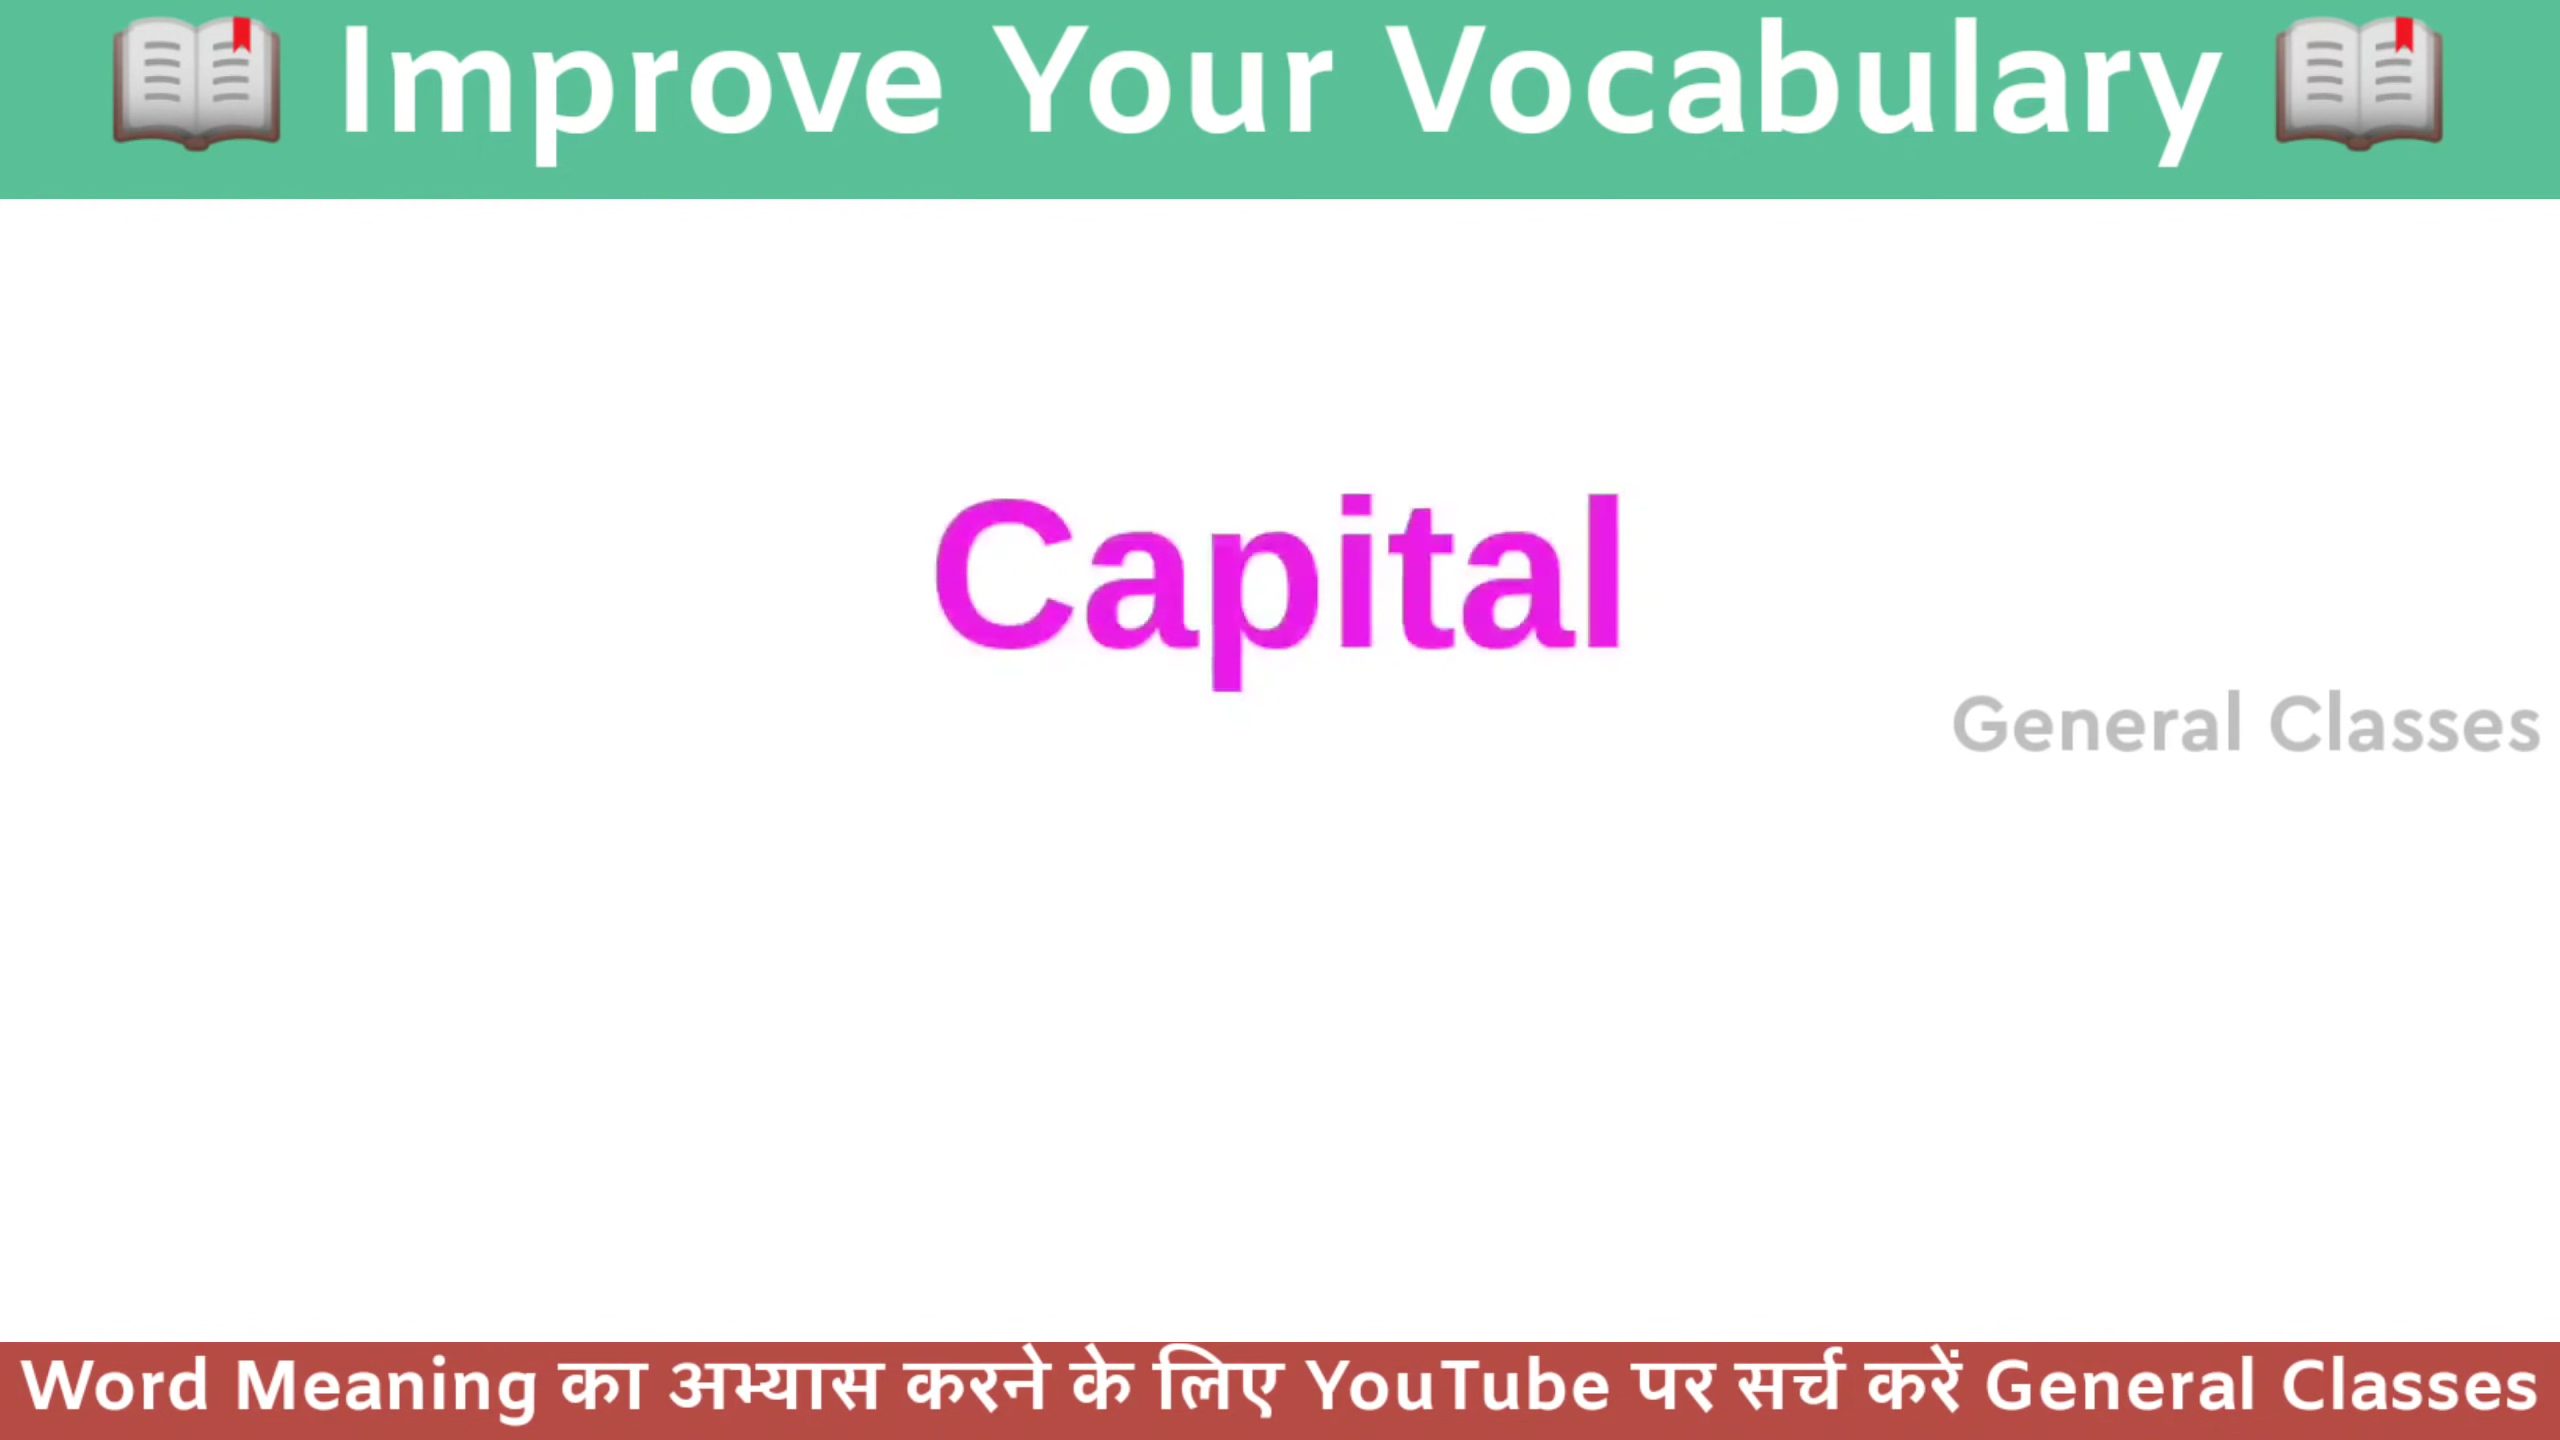 Improve Your Vocabulary
Capital
General Classes
Word Meaning का अभ्यास करने के लिए YouTube पर सर्च करें General Classes